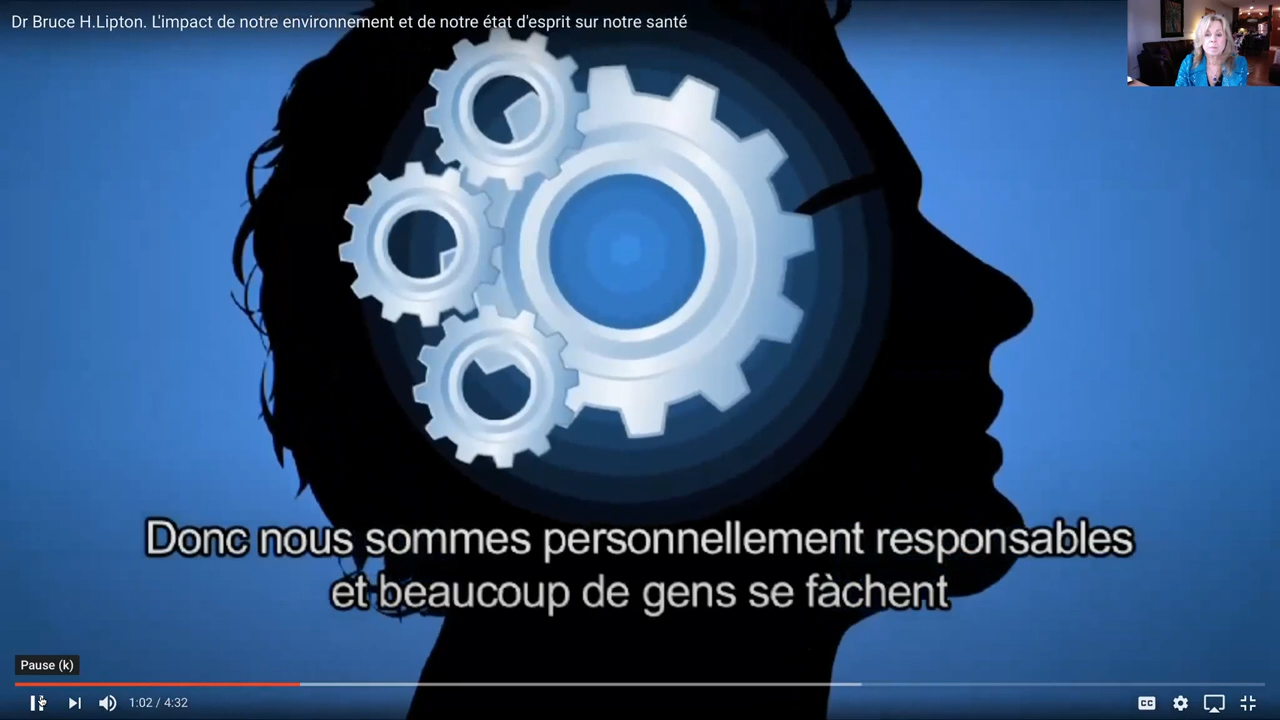 Dr Bruce H.Lipton. L'impact de notre environnement et de notre état d'esprit sur notre santé
Donc nous sommes personnellement responsables
et beaucoup de gens se fàchent
Pause (k)
1:02 / 4:32
CC